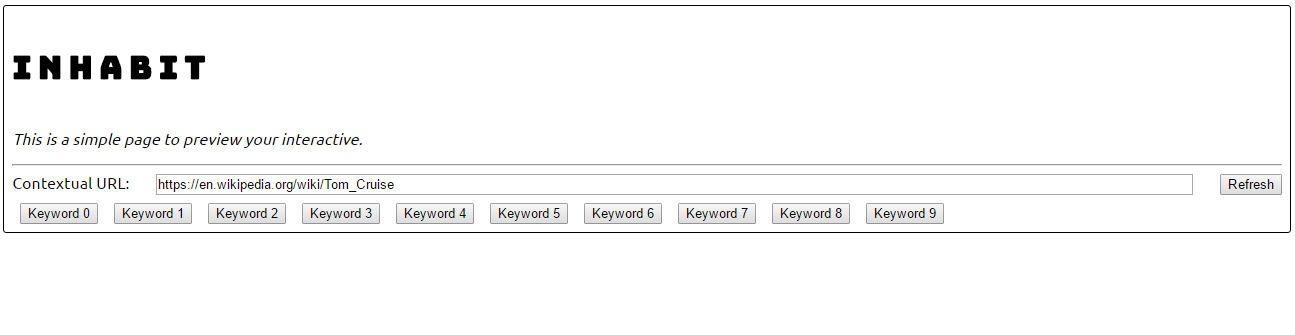 INHABIT
This is a simple page to preview your interactive.
Contextual URL: https://en.wikipedia.org/wiki/Tom_Cruise Refresh
Keyword 0 Keyword 1 Keyword 2 Keyword 3 Keyword 4 Keyword 5 Keyword 6 Keyword 7 Keyword 8 Keyword 9